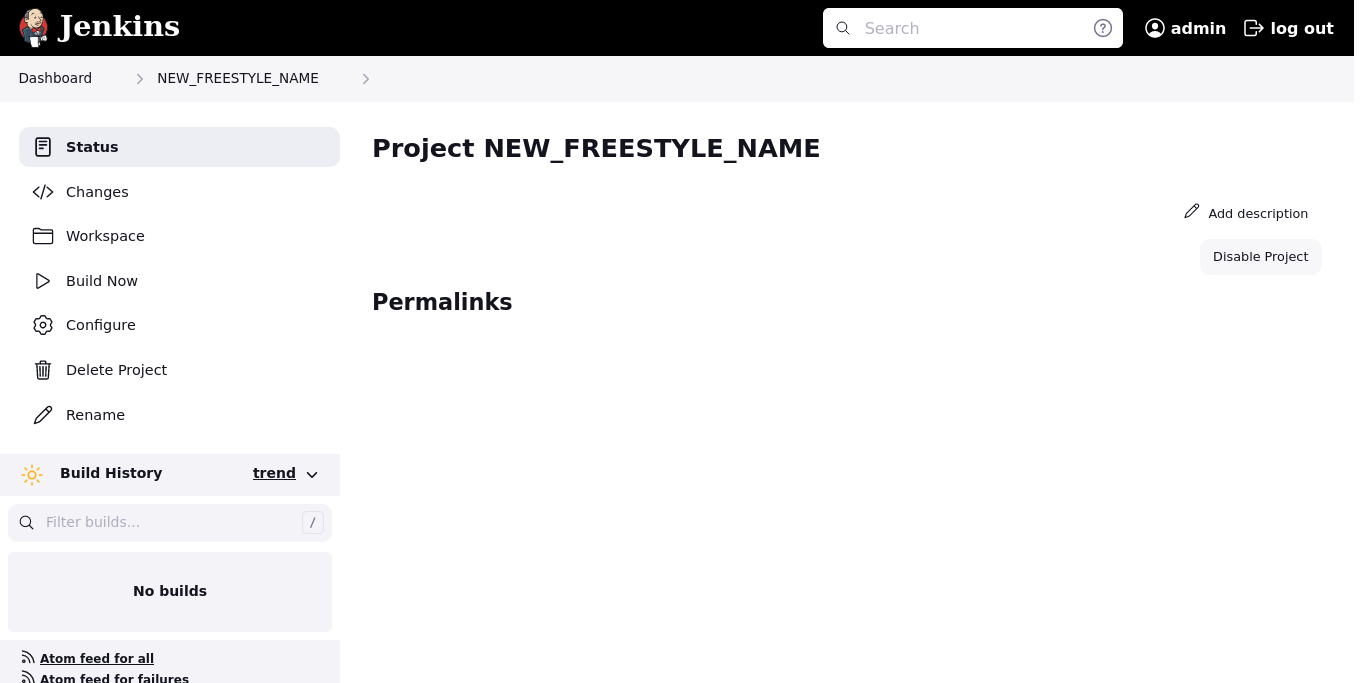 Jenkins
Search
admin
log out
Dashboard
NEW_FREESTYLE_NAME
Status
Changes
Workspace
Build Now
Configure
Delete Project
Rename
Build History
trend
Filter builds...
/
No builds
Atom feed for all
Atom feed for failures
Project NEW_FREESTYLE_NAME
Add description
Disable Project
Permalinks